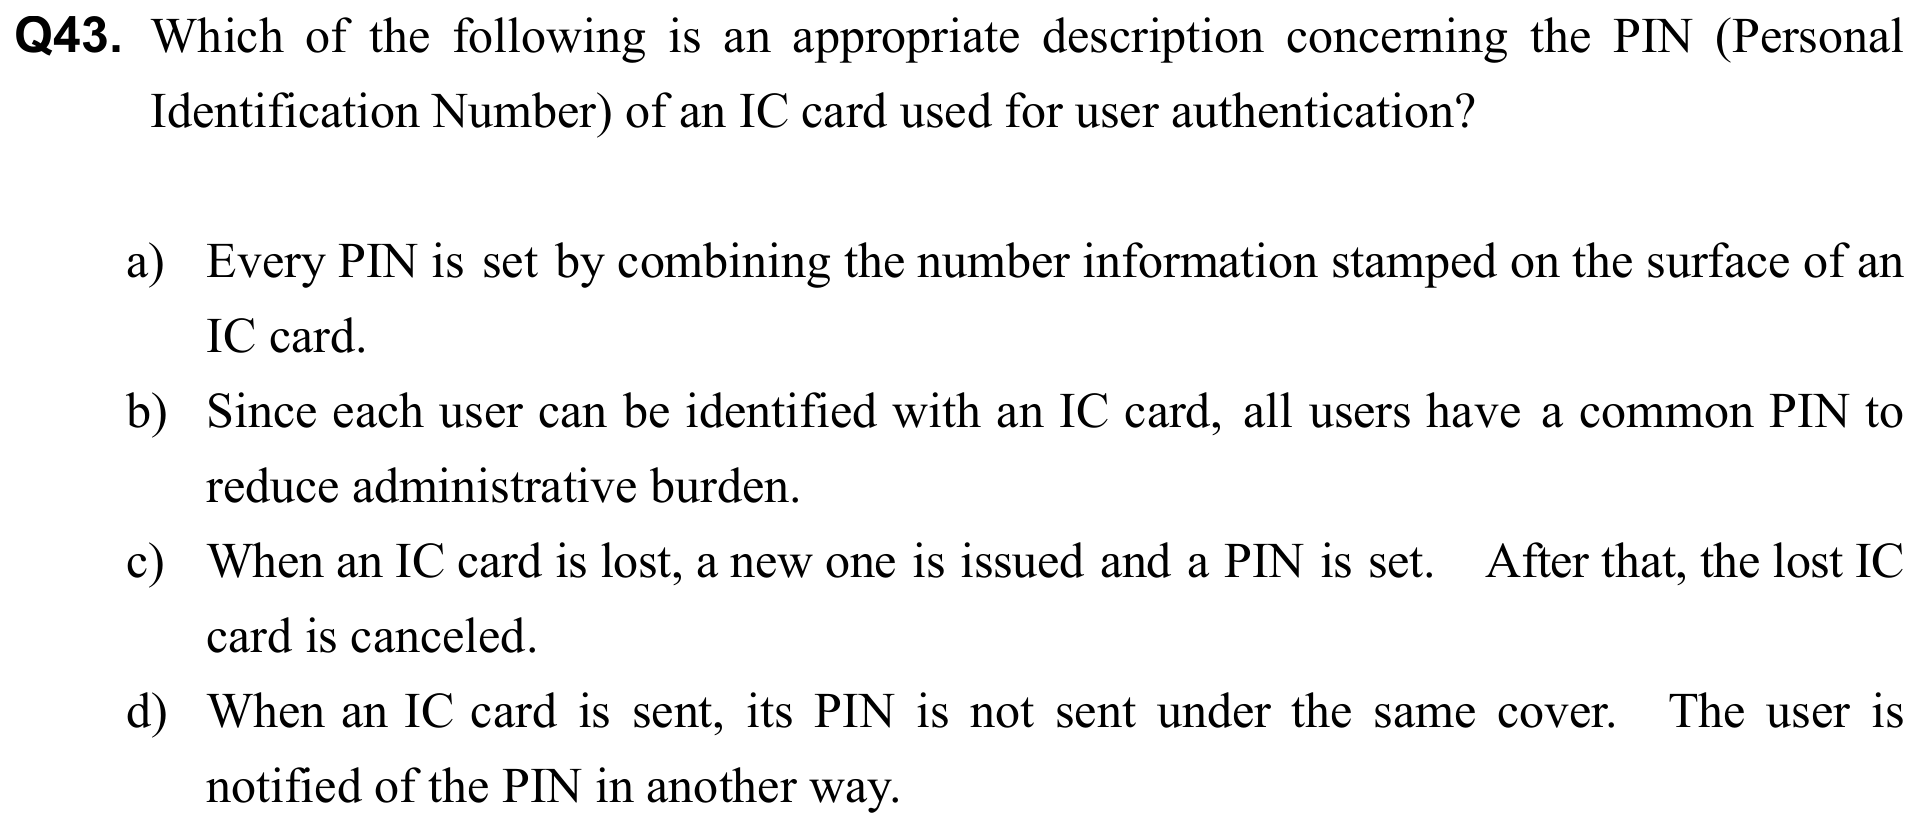 Q43. Which of the following is an appropriate description concerning the PIN (Personal
Identification Number) of an IC card used for user authentication?
a) Every PIN is set by combining the number information stamped on the surface of an
IC card.
b) Since each user can be identified with an IC card, all users have a common PIN to
reduce administrative burden.
c) When an IC card is lost, a new one is issued and a PIN is set. After that, the lost IC
card is canceled.
d) When an IC card is sent, its PIN is not sent under the same cover. The user is
notified of the PIN in another way.